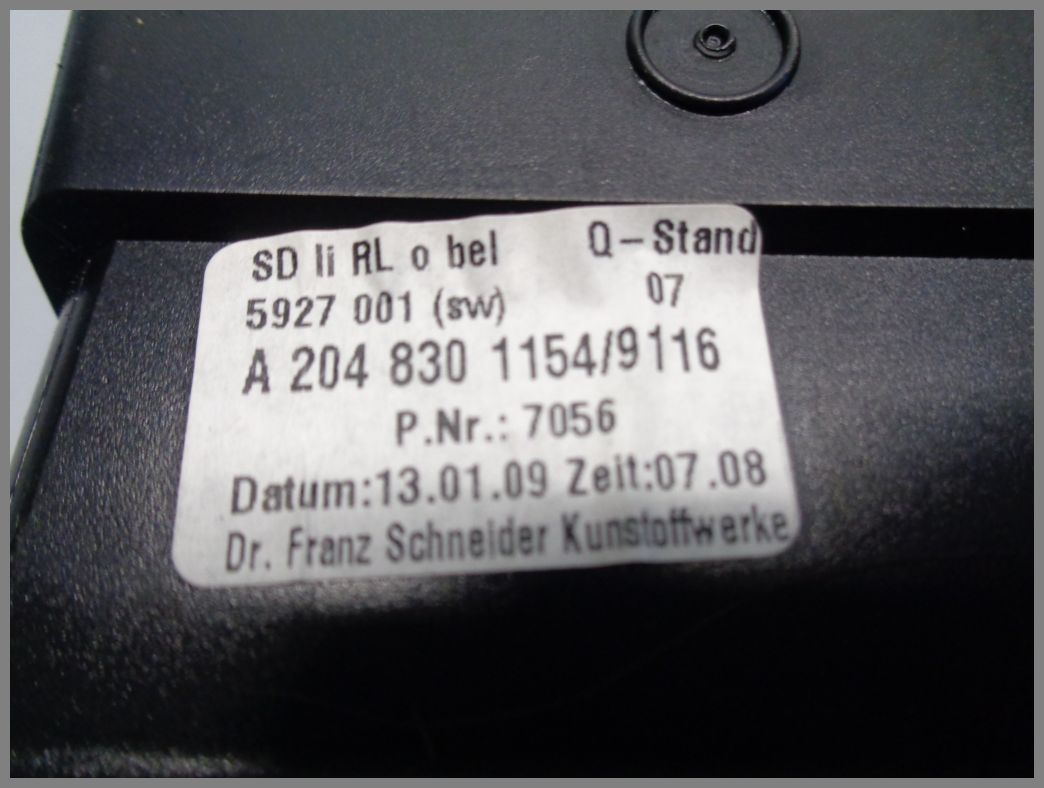 SD li RL o bel Q-Stand
5927 001 (sw) 07
A 204 830 1154/9116
P.Nr.: 7056
Datum:13.01.09 Zeit:07.08
Dr. Franz Schneider Kunstoffwerke